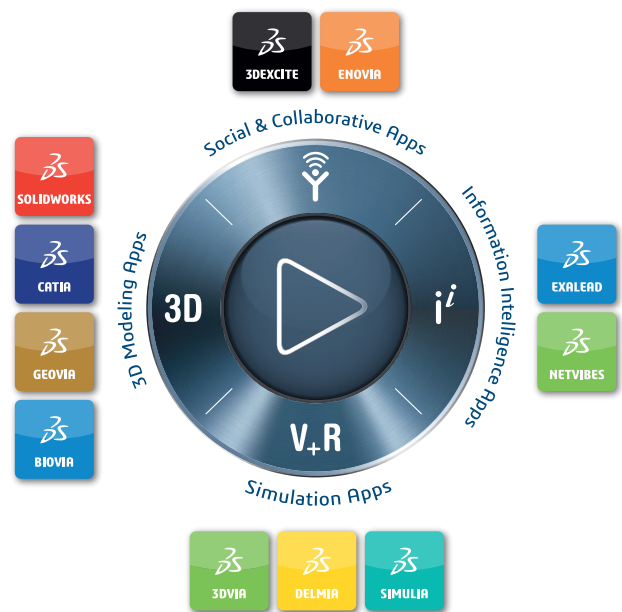 3DEXCITE
ENOVIA
Social & Collaborative Apps
SOLIDWORKS
CATIA
GEOVIA
BIOVIA
3D Modeling Apps
3D
iⁱ
V+R
Information Intelligence Apps
EXALEAD
NETVIBES
Simulation Apps
3DVIA
DELMIA
SIMULIA